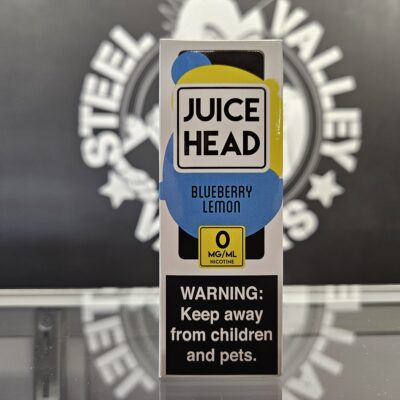 STEEL VALLEY
JUICE
HEAD
BLUEBERRY
LEMON
0
MG/ML
NICOTINE
WARNING:
Keep away
from children
and pets.